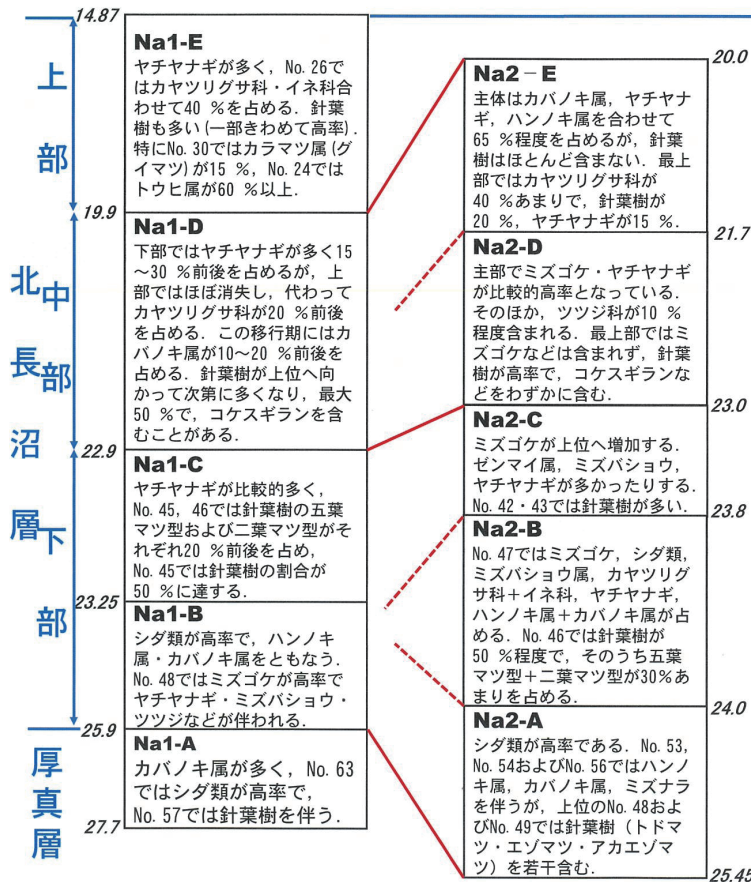 14.87
上部
Na1-E
ヤチヤナギが多く, No. 26で
はカヤツリグサ科・イネ科合
わせて40 %を占める. 針葉
樹も多い(一部きわめて高率).
特にNo. 30ではカラマツ属(グ
イマツ)が15 %, No. 24では
トウヒ属が60 %以上.
19.9
北長沼層
中部
Na1-D
下部ではヤチヤナギが多く15
~30 %前後を占めるが, 上
部ではほぼ消失し, 代わって
カヤツリグサ科が20 %前後
を占める. この移行期にはカ
バノキ属が10~20 %前後を
占める. 針葉樹が上位へ向
かって次第に多くなり, 最大
50 %で, コケスギランを含
むことがある.
22.9
下部
Na1-C
ヤチヤナギが比較的多く,
No. 45, 46では針葉樹の五葉
マツ型および二葉マツ型がそ
れぞれ20 %前後を占め,
No. 45では針葉樹の割合が
50 %に達する.
23.25
Na1-B
シダ類が高率で, ハンノキ
属・カバノキ属をともなう.
No. 48ではミズゴケが高率で
ヤチヤナギ・ミズバショウ・
ツツジなどが伴われる.
25.9
厚真層
Na1-A
カバノキ属が多く, No. 63
ではシダ類が高率で,
No. 57では針葉樹を伴う.
27.7
20.0
Na2－E
主体はカバノキ属, ヤチヤナ
ギ, ハンノキ属を合わせて
65 %程度を占めるが, 針葉
樹はほとんど含まない. 最上
部ではカヤツリグサ科が
40 %あまりで, 針葉樹が
20 %, ヤチヤナギが15 %.
21.7
Na2-D
主部でミズゴケ・ヤチヤナギ
が比較的高率となっている.
そのほか, ツツジ科が10 %
程度含まれる. 最上部ではミ
ズゴケなどは含まれず, 針葉
樹が高率で, コケスギランな
どをわずかに含む.
23.0
Na2-C
ミズゴケが上位へ増加する.
ゼンマイ属, ミズバショウ,
ヤチヤナギが多かったりする.
No. 42・43では針葉樹が多い.
23.8
Na2-B
No. 47ではミズゴケ, シダ類,
ミズバショウ属, カヤツリグ
サ科＋イネ科, ヤチヤナギ,
ハンノキ属＋カバノキ属が占
める. No. 46では針葉樹が
50 %程度で, そのうち五葉
マツ型＋二葉マツ型が30%あ
まりを占める.
24.0
Na2-A
シダ類が高率である. No. 53,
No. 54およびNo. 56ではハンノ
キ属, カバノキ属, ミズナラ
を伴うが, 上位のNo. 48およ
びNo. 49では針葉樹（トドマ
ツ・エゾマツ・アカエゾマ
ツ）を若干含む.
25.45